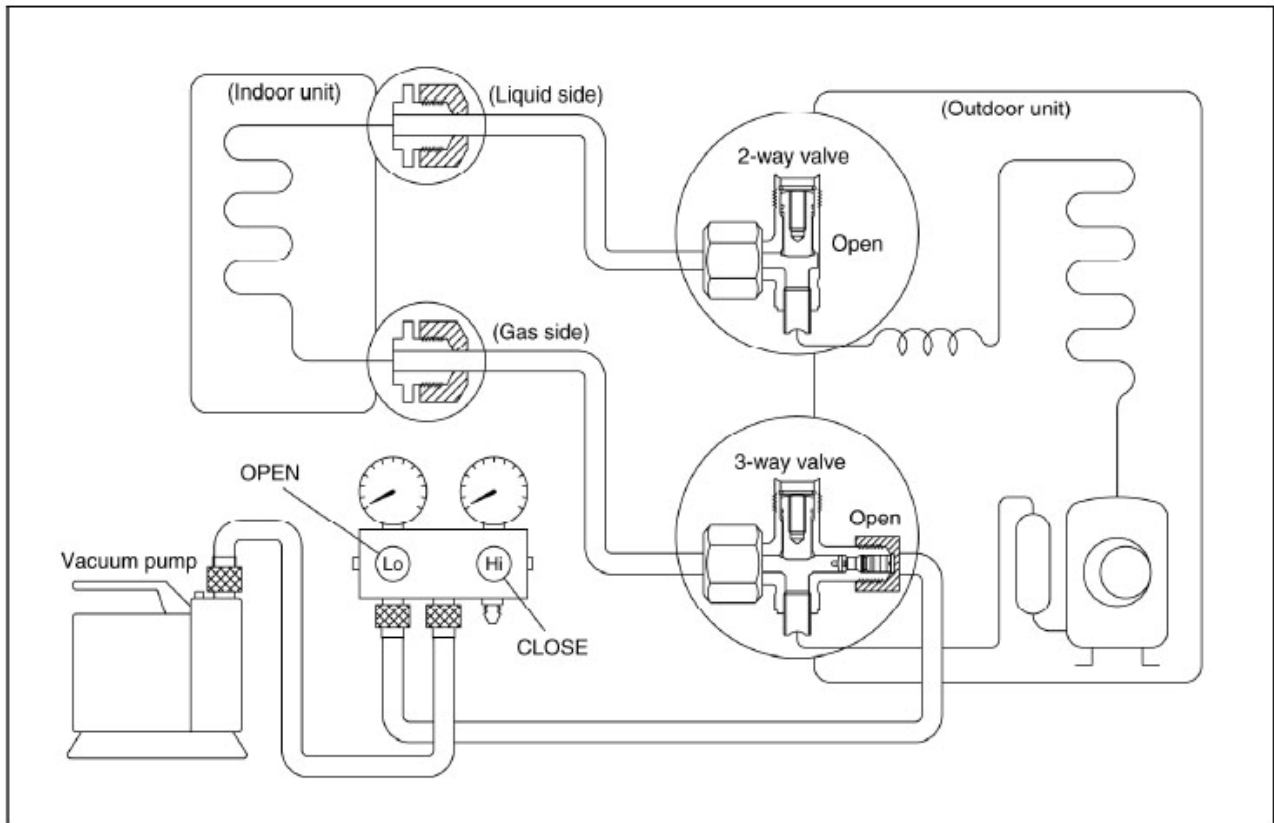 (Indoor unit)
(Liquid side)
(Outdoor unit)
2-way valve
Open
(Gas side)
3-way valve
Open
OPEN
Lo
Hi
Vacuum pump
CLOSE